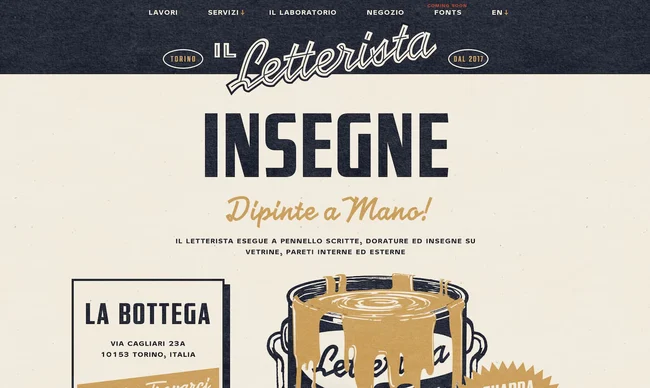 COMING SOON
LAVORI SERVIZI↓ IL LABORATORIO NEGOZIO FONTS EN↓
TORINO IL Letterista DAL 2017
INSEGNE
Dipinte a Mano!
IL LETTERISTA ESEGUE A PENNELLO SCRITTE, DORATURE ED INSEGNE SU
VETRINE, PARETI INTERNE ED ESTERNE
LA BOTTEGA
VIA CAGLIARI 23A
10153 TORINO, ITALIA